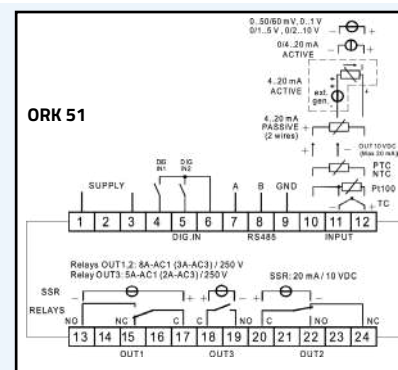 0..50/60 mV, 0..1 V
0/1..5 V , 0/2..10 V
- +
0/4..20 mA
ACTIVE
- +
ORK 51
4..20 mA
ACTIVE
ext.
gen.
4..20 mA
PASSIVE
(2 wires)
+ -
OUT 10VDC
(Max 20 mA)
DIG
IN1
DIG
IN2
PTC
NTC
SUPPLY
A B GND
Pt100
- + TC
1 2 3 4 5 6 7 8 9 10 11 12
DIG.IN RS485 INPUT
Relays OUT1,2: 8A-AC1 (3A-AC3) / 250 V
Relay OUT3: 5A-AC1 (2A-AC3) / 250 V
SSR: 20 mA / 10 VDC
SSR - + + - - +
RELAYS
NO NC C C NO C NO NC
13 14 15 16 17 18 19 20 21 22 23 24
OUT1 OUT3 OUT2